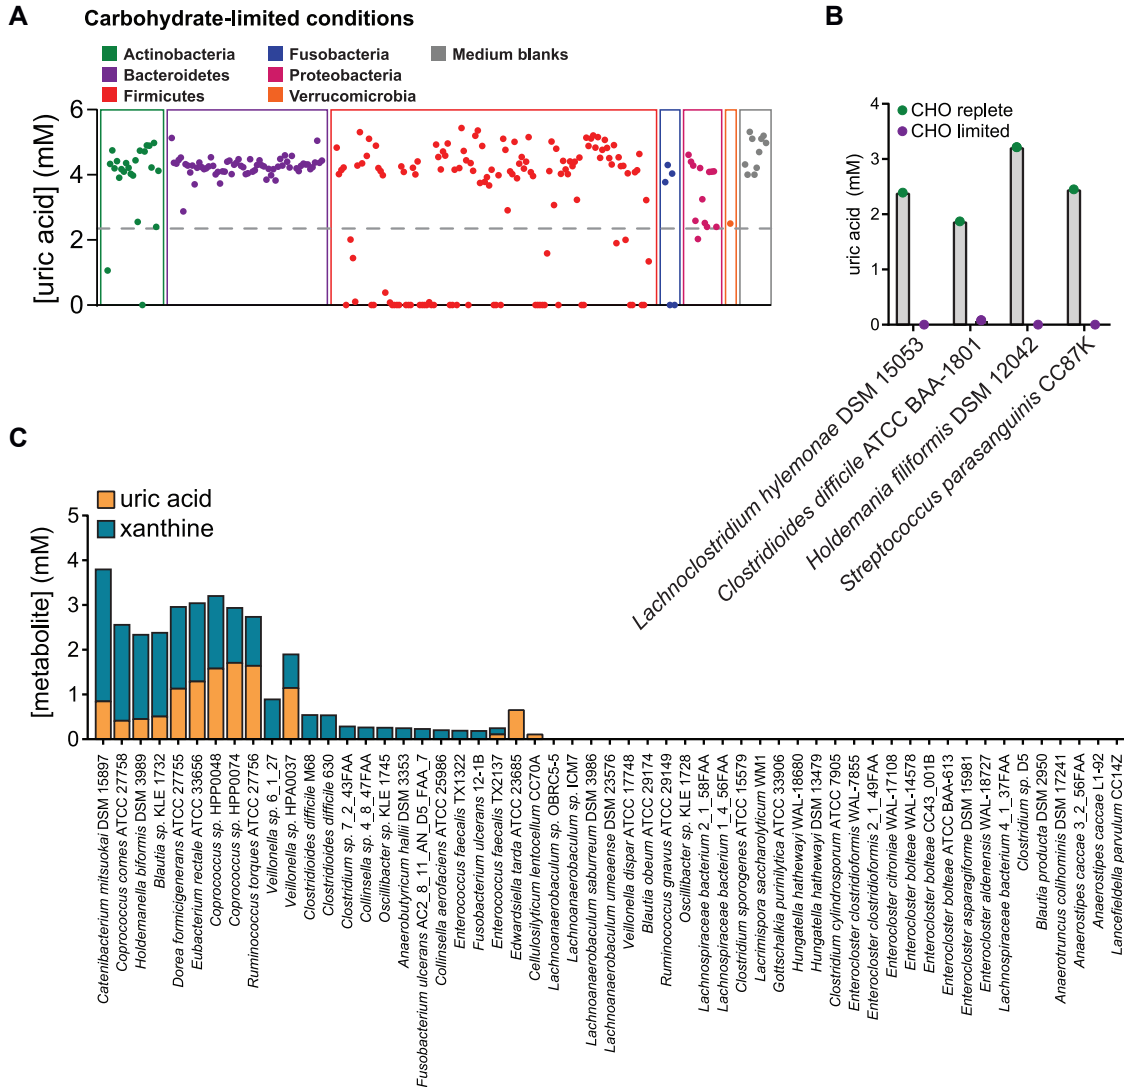 A
Carbohydrate-limited conditions
Actinobacteria
Bacteroidetes
Firmicutes
Fusobacteria
Proteobacteria
Verrucomicrobia
Medium blanks
[uric acid] (mM)
6
4
2
0
B
CHO replete
CHO limited
uric acid (mM)
4
3
2
1
0
Lachnoclostridium hylemonae DSM 15053
Clostridioides difficile ATCC BAA-1801
Holdemania filiformis DSM 12042
Streptococcus parasanguinis CC87K
C
uric acid
xanthine
[metabolite] (mM)
5
4
3
2
1
0
Catenibacterium mitsuokai DSM 15897
Coprococcus comes ATCC 27758
Holdemanella biformis DSM 3989
Blautia sp. KLE 1732
Dorea formicigenerans ATCC 27755
Eubacterium rectale ATCC 33656
Coprococcus sp. HPP0048
Coprococcus sp. HPP0074
Ruminococcus torques ATCC 27756
Veillonella sp. 6_1_27
Veillonella sp. HPA0037
Clostridioides difficile M68
Clostridioides difficile 630
Clostridium sp. 7_2_43FAA
Collinsella sp. 4_8_47FAA
Oscillibacter sp. KLE 1745
Anaerobutyricum hallii DSM 3353
Fusobacterium ulcerans AC2_8_11_AN_D5_FAA_7
Collinsella aerofaciens ATCC 25986
Enterococcus faecalis TX1322
Fusobacterium ulcerans 12-1B
Enterococcus faecalis TX2137
Edwardsiella tarda ATCC 23685
Cellulosilyticum lentocellum CC70A
Lachnoanaerobaculum sp. OBRC5-5
Lachnoanaerobaculum sp. ICM7
Lachnoanaerobaculum saburreum DSM 3986
Lachnoanaerobaculum umeaense DSM 23576
Veillonella dispar ATCC 17748
Blautia obeum ATCC 29174
Ruminococcus gnavus ATCC 29149
Oscillibacter sp. KLE 1728
Lachnospiraceae bacterium 2_1_58FAA
Lachnospiraceae bacterium 1_4_56FAA
Clostridium sporogenes ATCC 15579
Lacrimispora saccharolyticum WM1
Gottschalkia purinilytica ATCC 33906
Hungatella hathewayi WAL-18680
Hungatella hathewayi DSM 13479
Clostridium cylindrosporum ATCC 7905
Enterocloster clostridioformis WAL-7855
Enterocloster clostridioformis 2_1_49FAA
Enterocloster citroniae WAL-17108
Enterocloster bolteae WAL-14578
Enterocloster bolteae CC43_001B
Enterocloster bolteae ATCC BAA-613
Enterocloster asparagiforme DSM 15981
Enterocloster aldenensis WAL-18727
Lachnospiraceae bacterium 4_1_37FAA
Clostridium sp. D5
Blautia producta DSM 2950
Anaerotruncus colihominis DSM 17241
Anaerostipes caccae 3_2_56FAA
Anaerostipes caccae L1-92
Lancefieldella parvulum CC14Z